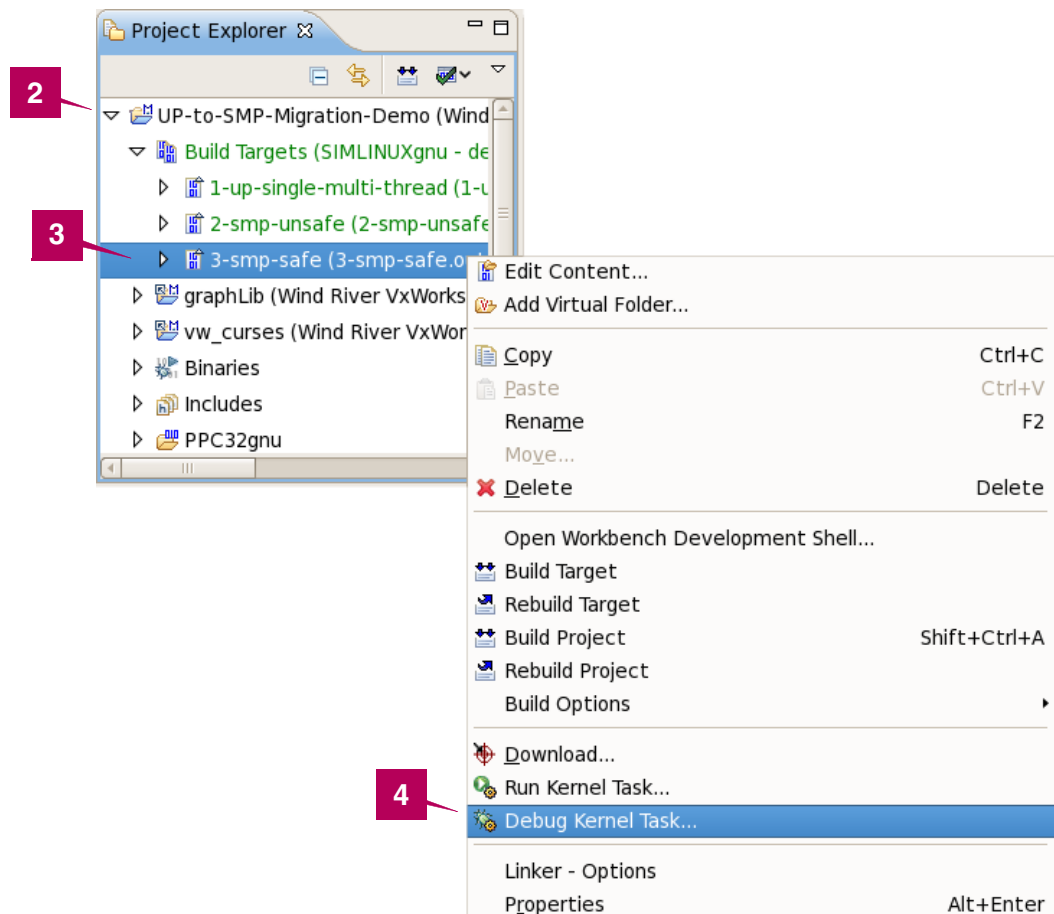 Project Explorer
2
UP-to-SMP-Migration-Demo (Wind
Build Targets (SIMLINUXgnu - de
1-up-single-multi-thread (1-u
2-smp-unsafe (2-smp-unsafe
3
3-smp-safe (3-smp-safe.o
graphLib (Wind River VxWorks
vw_curses (Wind River VxWor
Binaries
Includes
PPC32gnu
Edit Content...
Add Virtual Folder...
Copy Ctrl+C
Paste Ctrl+V
Rename F2
Move...
Delete Delete
Open Workbench Development Shell...
Build Target
Rebuild Target
Build Project Shift+Ctrl+A
Rebuild Project
Build Options
Download...
Run Kernel Task...
4
Debug Kernel Task...
Linker - Options
Properties Alt+Enter